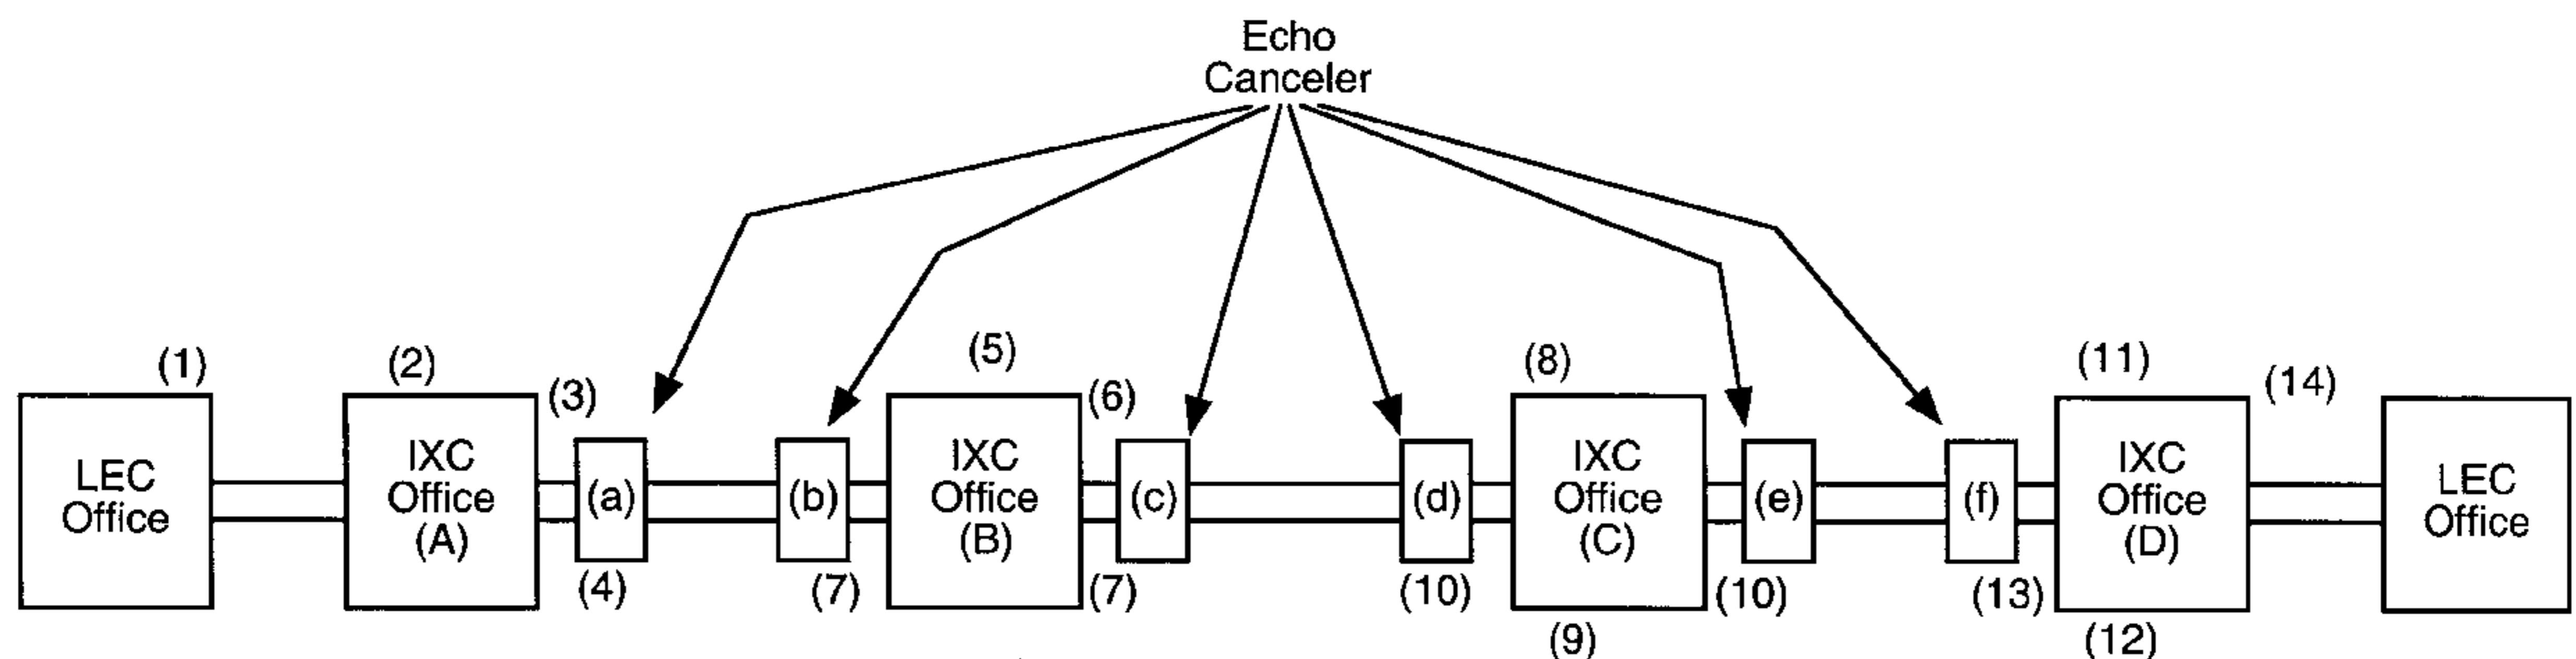 Echo
Canceler
(1)
(2)
(3)
(5)
(6)
(8)
(11)
(14)
LEC
Office
IXC
Office
(A)
(a)
(b)
IXC
Office
(B)
(c)
(d)
IXC
Office
(C)
(e)
(f)
IXC
Office
(D)
LEC
Office
(4)
(7)
(7)
(10)
(9)
(10)
(13)
(12)